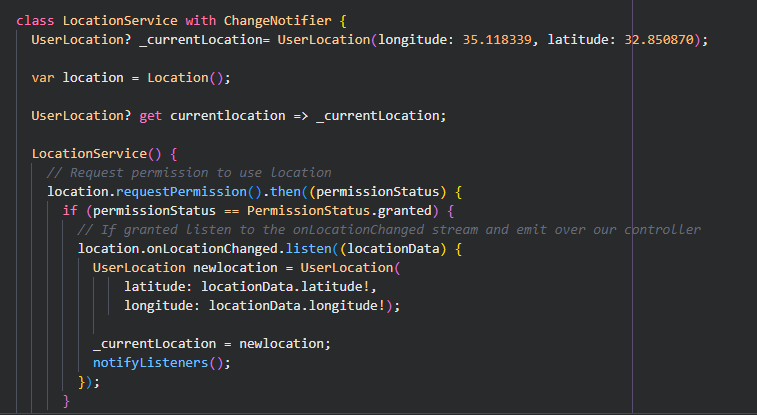 class LocationService with ChangeNotifier {
UserLocation? _currentLocation= UserLocation(longitude: 35.118339, latitude: 32.850870);
var location = Location();
UserLocation? get currentlocation => _currentLocation;
LocationService() {
// Request permission to use location
location.requestPermission().then((permissionStatus) {
if (permissionStatus == PermissionStatus.granted) {
// If granted listen to the onLocationChanged stream and emit over our controller
location.onLocationChanged.listen((locationData) {
UserLocation newlocation = UserLocation(
latitude: locationData.latitude!,
longitude: locationData.longitude!);
_currentLocation = newlocation;
notifyListeners();
});
}